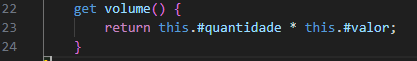 22 get volume() {
23 return this.#quantidade * this.#valor;
24 }